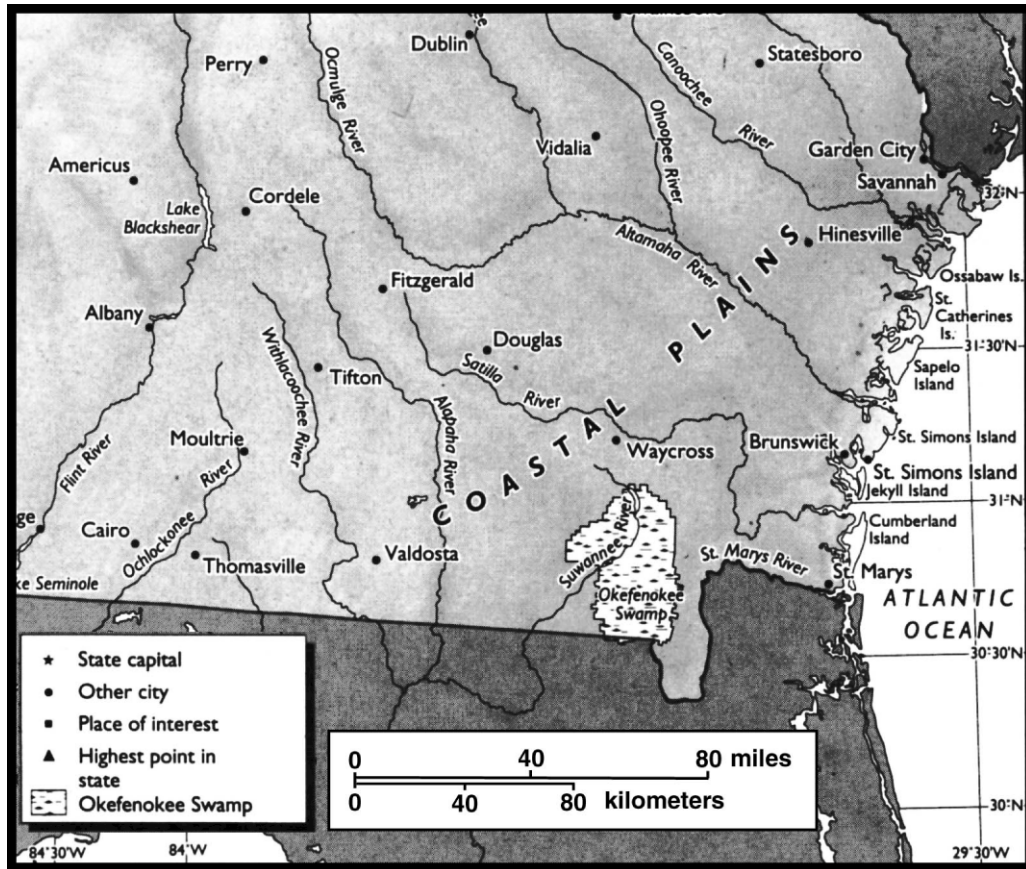 Dublin
Statesboro
Perry
Ocmulge River
Canoochee
River
Ohoopee River
Vidalia
Garden City
Savannah
32°N
Americus
Lake
Blackshear
Cordele
Hinesville
Altamaha River
Ossabaw Is.
St.
Catherines
Is.
Fitzgerald
Albany
Douglas
31°30'N
Withlacoochee River
Tifton
Satilla
River
Sapelo
Island
Alapaha River
COASTAL PLAINS
Moultrie
River
Flint River
Waycross
Brunswick
St. Simons Island
St. Simons Island
Jekyll Island
31°N
ge
Cairo
Ochlockonee
Thomasville
Valdosta
Suwannee River
Cumberland
Island
St. Marys River
St. Marys
ke Seminole
Okefenokee
Swamp
ATLANTIC
OCEAN
30°30'N
State capital
Other city
Place of interest
Highest point in
state
Okefenokee Swamp
0 40 80 miles
0 40 80 kilometers
30°N
84°30'W
84°W
29°30'W